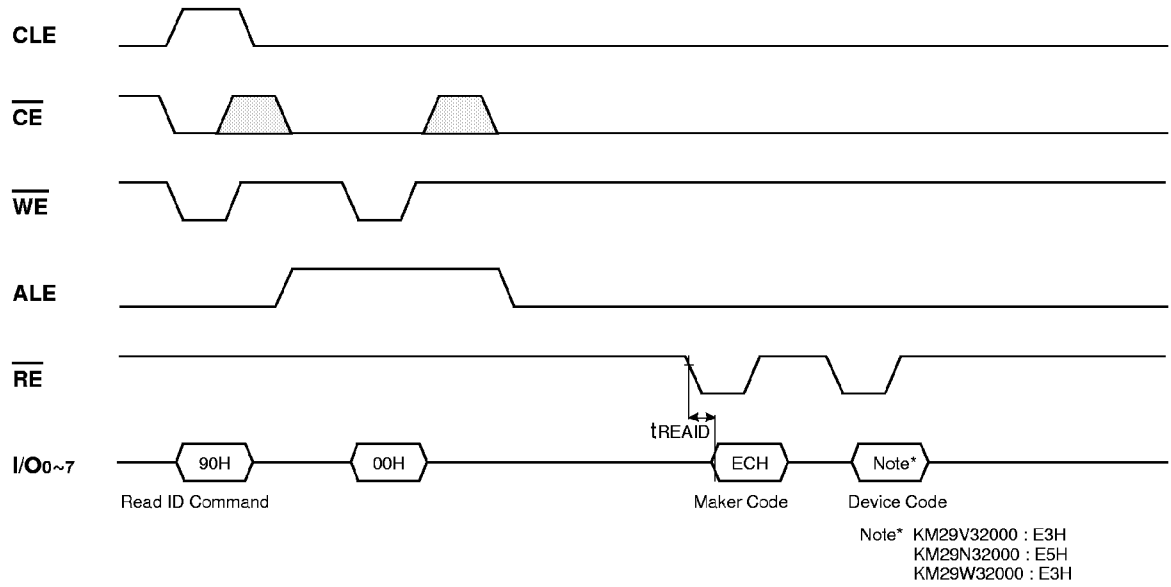 CLE
CE
WE
ALE
RE
tREAID
I/O0~7 90H 00H ECH Note*
Read ID Command Maker Code Device Code
Note* KM29V32000 : E3H
KM29N32000 : E5H
KM29W32000 : E3H